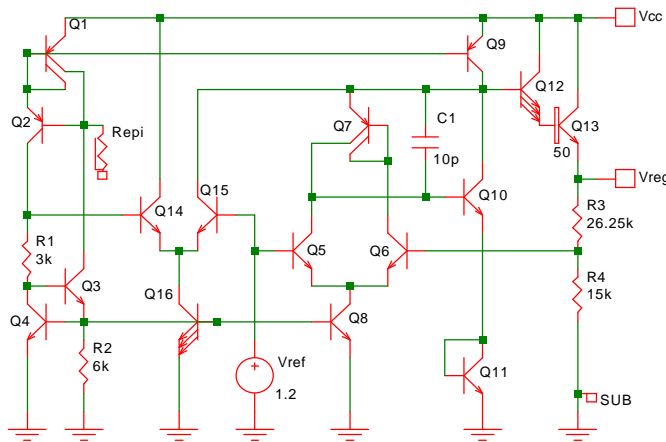 Q1
Vcc
Q9
Q12
Q2
Repi
Q7
C1
10p
Q13
50
Vreg
Q14
Q15
Q10
R3
26.25k
R1
3k
Q5
Q6
Q3
Q16
R4
15k
Q4
Q8
R2
6k
Vref
1.2
Q11
SUB